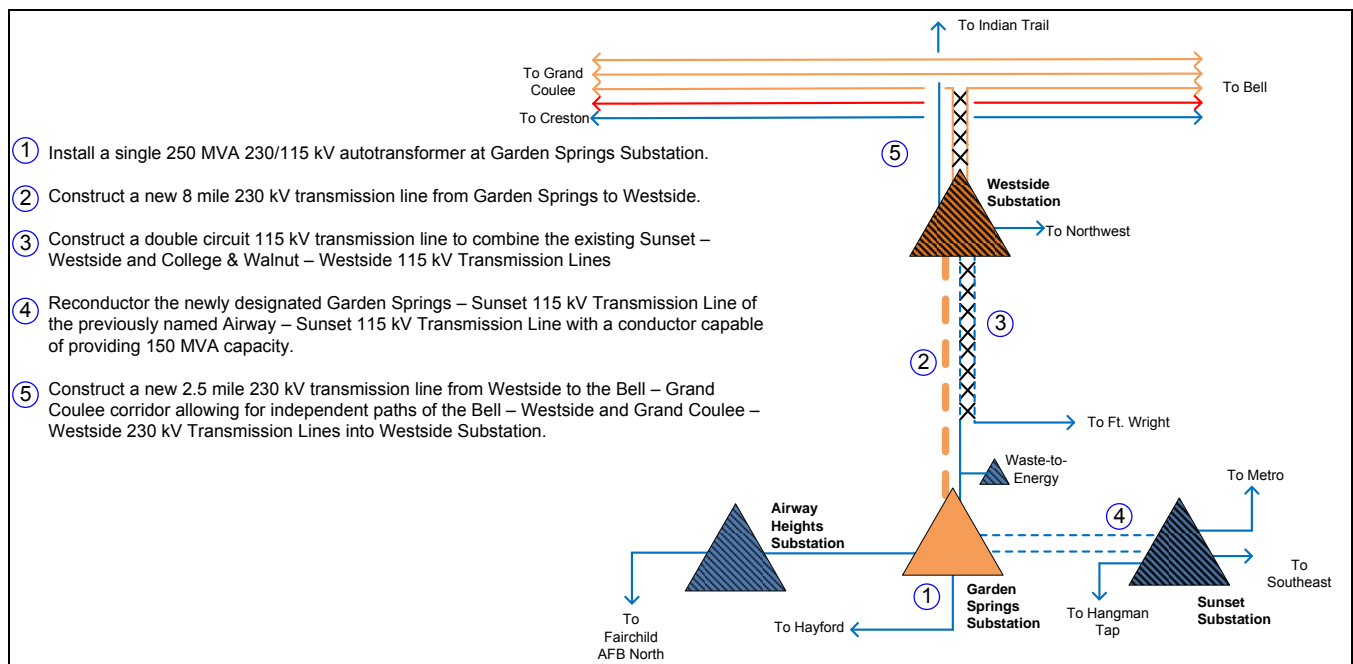 To Indian Trail
To Grand
Coulee
To Bell
To Creston
1 Install a single 250 MVA 230/115 kV autotransformer at Garden Springs Substation.
2 Construct a new 8 mile 230 kV transmission line from Garden Springs to Westside.
3 Construct a double circuit 115 kV transmission line to combine the existing Sunset –
Westside and College & Walnut – Westside 115 kV Transmission Lines
4 Reconductor the newly designated Garden Springs – Sunset 115 kV Transmission Line of
the previously named Airway – Sunset 115 kV Transmission Line with a conductor capable
of providing 150 MVA capacity.
5 Construct a new 2.5 mile 230 kV transmission line from Westside to the Bell – Grand
Coulee corridor allowing for independent paths of the Bell – Westside and Grand Coulee –
Westside 230 kV Transmission Lines into Westside Substation.
5
Westside
Substation
To Northwest
3
2
To Ft. Wright
Waste-to-
Energy
To Metro
Airway
Heights
Substation
4
1
Garden
Springs
Substation
To
Southeast
To Hangman
Tap
Sunset
Substation
To
Fairchild
AFB North
To Hayford